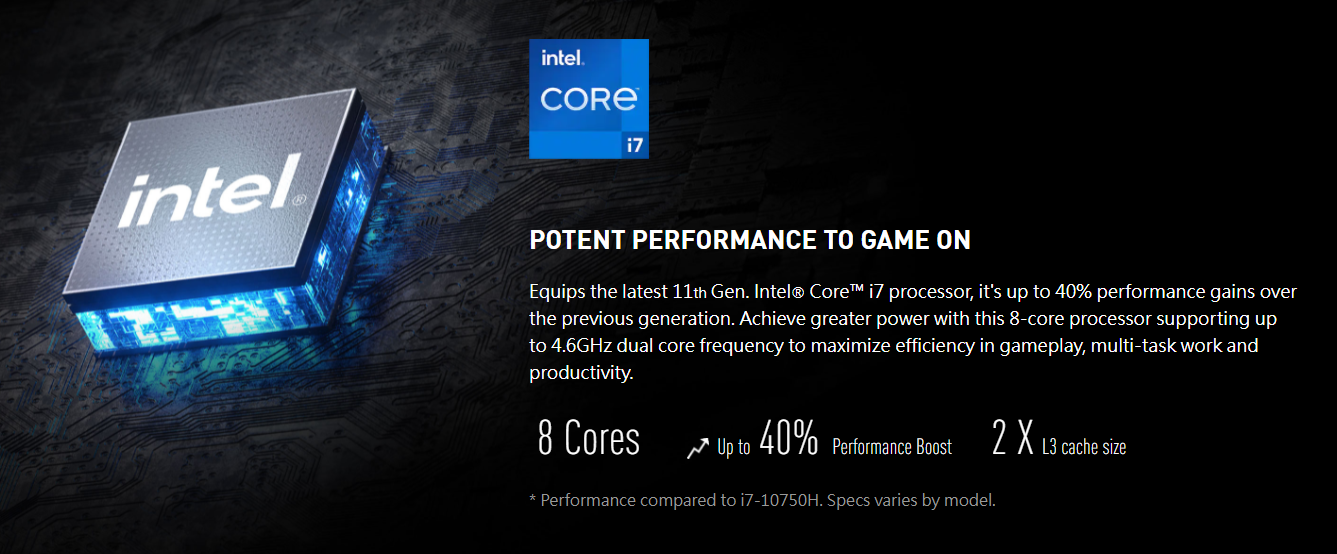 intel®
intel.
CORE™
i7
POTENT PERFORMANCE TO GAME ON
Equips the latest 11th Gen. Intel® Core™ i7 processor, it's up to 40% performance gains over
the previous generation. Achieve greater power with this 8-core processor supporting up
to 4.6GHz dual core frequency to maximize efficiency in gameplay, multi-task work and
productivity.
8 Cores Up to 40% Performance Boost 2 X L3 cache size
* Performance compared to i7-10750H. Specs varies by model.